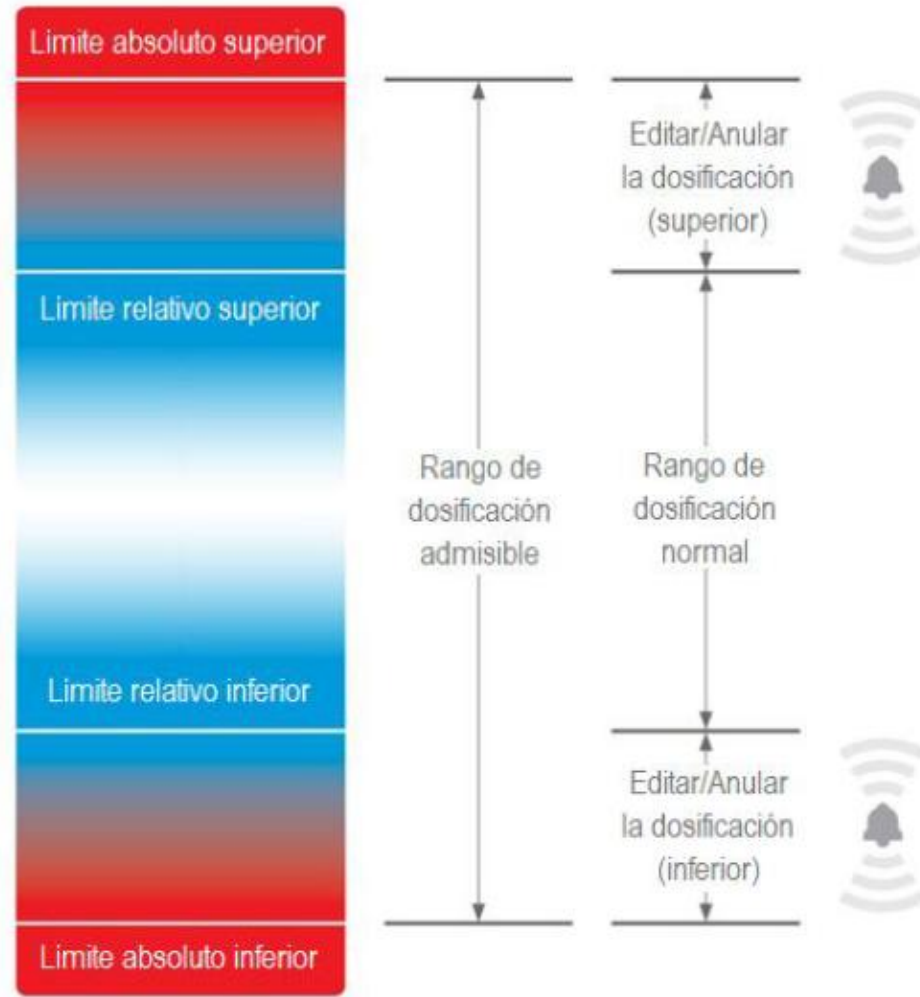 Limite absoluto superior
Editar/Anular
la dosificación
(superior)
Limite relativo superior
Rango de
dosificación
admisible
Rango de
dosificación
normal
Limite relativo inferior
Editar/Anular
la dosificación
(inferior)
Limite absoluto inferior